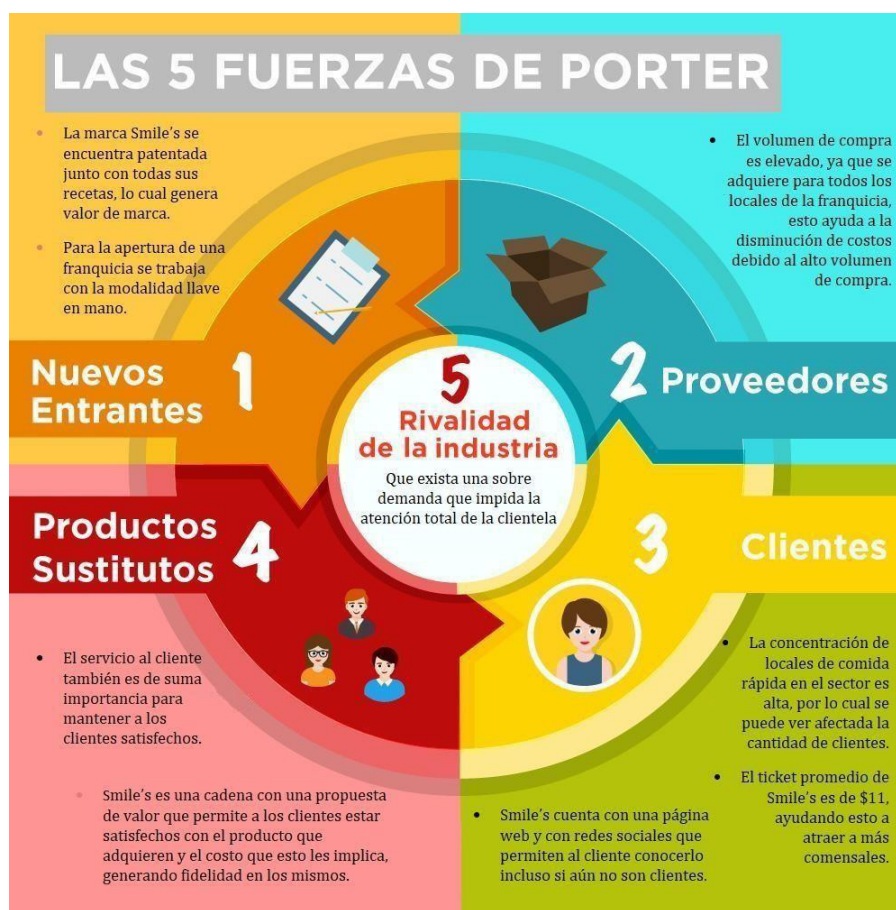 LAS 5 FUERZAS DE PORTER
• La marca Smile's se
encuentra patentada
junto con todas sus
recetas, lo cual genera
valor de marca.
• Para la apertura de una
franquicia se trabaja
con la modalidad llave
en mano.
Nuevos
Entrantes
1
• El volumen de compra
es elevado, ya que se
adquiere para todos los
locales de la franquicia,
esto ayuda a la
disminución de costos
debido al alto volumen
de compra.
2 Proveedores
5
Rivalidad
de la industria
Que exista una sobre
demanda que impida la
atención total de la clientela
3 Clientes
• La concentración de
locales de comida
rápida en el sector es
alta, por lo cual se
puede ver afectada la
cantidad de clientes.
• El ticket promedio de
Smile's es de $11,
ayudando esto a
atraer a más
comensales.
• Smile's cuenta con una página
web y con redes sociales que
permiten al cliente conocerlo
incluso si aún no son clientes.
Productos
Sustitutos
4
• El servicio al cliente
también es de suma
importancia para
mantener a los
clientes satisfechos.
• Smile's es una cadena con una propuesta
de valor que permite a los clientes estar
satisfechos con el producto que
adquieren y el costo que esto les implica,
generando fidelidad en los mismos.